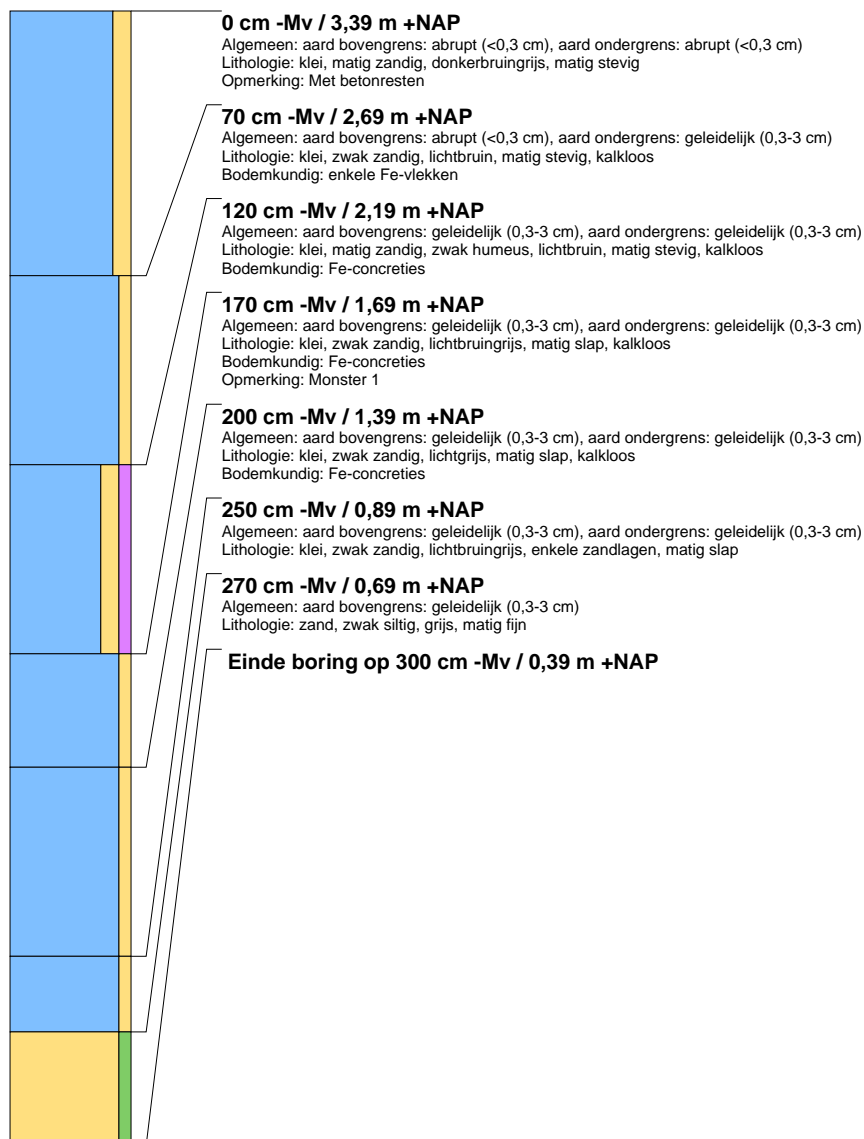 0 cm -Mv / 3,39 m +NAP
Algemeen: aard bovengrens: abrupt (<0,3 cm), aard ondergrens: abrupt (<0,3 cm)
Lithologie: klei, matig zandig, donkerbruingrijs, matig stevig
Opmerking: Met betonresten
70 cm -Mv / 2,69 m +NAP
Algemeen: aard bovengrens: abrupt (<0,3 cm), aard ondergrens: geleidelijk (0,3-3 cm)
Lithologie: klei, zwak zandig, lichtbruin, matig stevig, kalkloos
Bodemkundig: enkele Fe-vlekken
120 cm -Mv / 2,19 m +NAP
Algemeen: aard bovengrens: geleidelijk (0,3-3 cm), aard ondergrens: geleidelijk (0,3-3 cm)
Lithologie: klei, matig zandig, zwak humeus, lichtbruin, matig stevig, kalkloos
Bodemkundig: Fe-concreties
170 cm -Mv / 1,69 m +NAP
Algemeen: aard bovengrens: geleidelijk (0,3-3 cm), aard ondergrens: geleidelijk (0,3-3 cm)
Lithologie: klei, zwak zandig, lichtbruingrijs, matig slap, kalkloos
Bodemkundig: Fe-concreties
Opmerking: Monster 1
200 cm -Mv / 1,39 m +NAP
Algemeen: aard bovengrens: geleidelijk (0,3-3 cm), aard ondergrens: geleidelijk (0,3-3 cm)
Lithologie: klei, zwak zandig, lichtgrijs, matig slap, kalkloos
Bodemkundig: Fe-concreties
250 cm -Mv / 0,89 m +NAP
Algemeen: aard bovengrens: geleidelijk (0,3-3 cm), aard ondergrens: geleidelijk (0,3-3 cm)
Lithologie: klei, zwak zandig, lichtbruingrijs, enkele zandlagen, matig slap
270 cm -Mv / 0,69 m +NAP
Algemeen: aard bovengrens: geleidelijk (0,3-3 cm)
Lithologie: zand, zwak siltig, grijs, matig fijn
Einde boring op 300 cm -Mv / 0,39 m +NAP